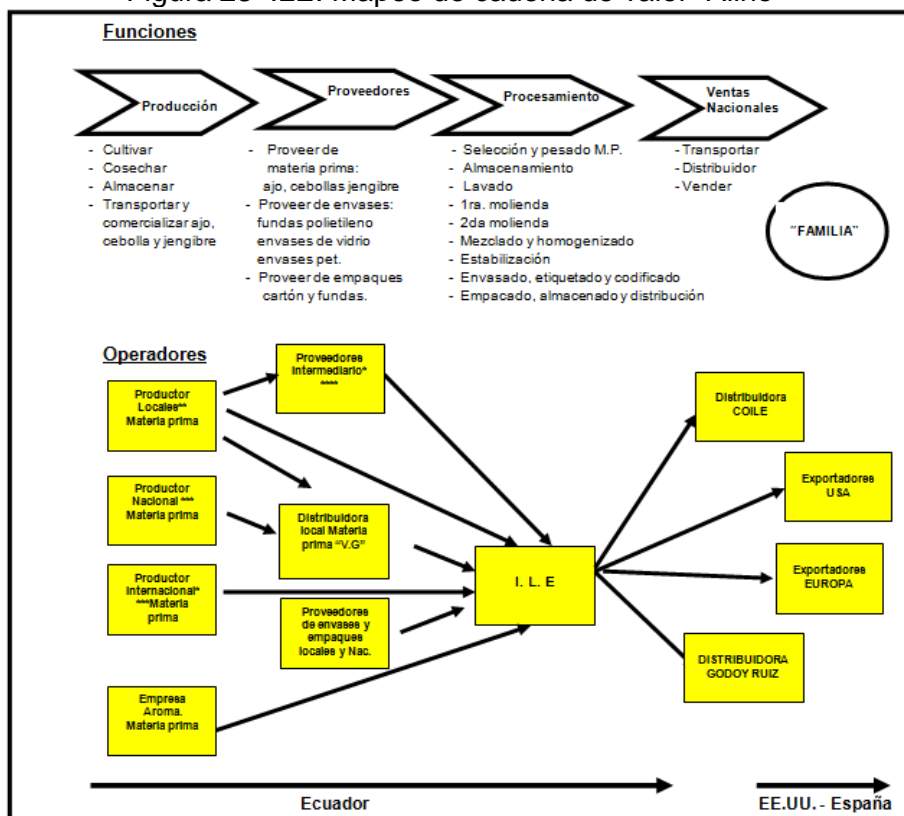 Funciones
Producción
Proveedores
Procesamiento
Ventas
Nacionales
- Cultivar
- Cosechar
- Almacenar
- Transportar y
comercializar ajo,
cebolla y jengibre
- Proveer de
materia prima:
ajo, cebollas jengibre
- Proveer de envases:
fundas polietileno
envases de vidrio
envases pet.
- Proveer de empaques
cartón y fundas.
- Selección y pesado M.P.
- Almacenamiento
- Lavado
- 1ra. molienda
- 2da molienda
- Mezclado y homogenizado
- Estabilización
- Envasado, etiquetado y codificado
- Empacado, almacenado y distribución
- Transportar
- Distribuidor
- Vender
"FAMILIA"
Operadores
Productor
Locales**
Materia prima
Proveedores
Intermediario*
****
Productor
Nacional ***
Materia prima
Distribuidora
local Materia
prima "V.G"
Productor
Internacional*
***Materia
prima
Proveedores
de envases y
empaques
locales y Nac.
Empresa
Aroma.
Materia prima
I. L. E
Distribuidora
COILE
Exportadores
USA
Exportadores
EUROPA
DISTRIBUIDORA
GODOY RUIZ
Ecuador
EE.UU. - España